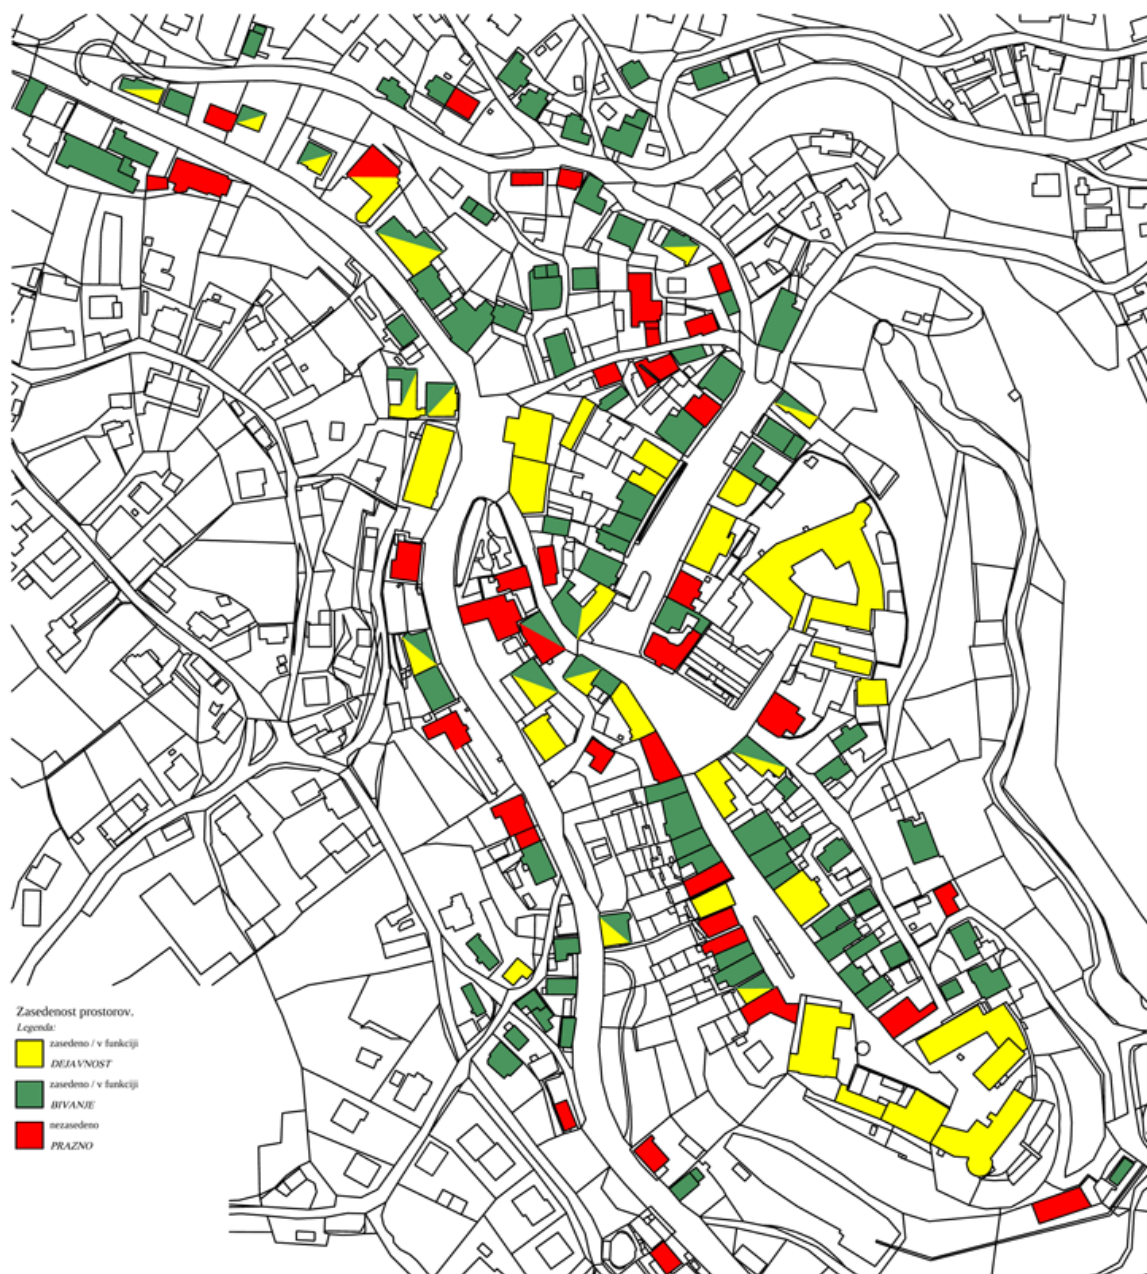 Zasedenost prostorov.
Legenda:
zasedeno / v funkciji
DEJAVNOST
zasedeno / v funkciji
BIVANJE
nezasedeno
PRAZNO